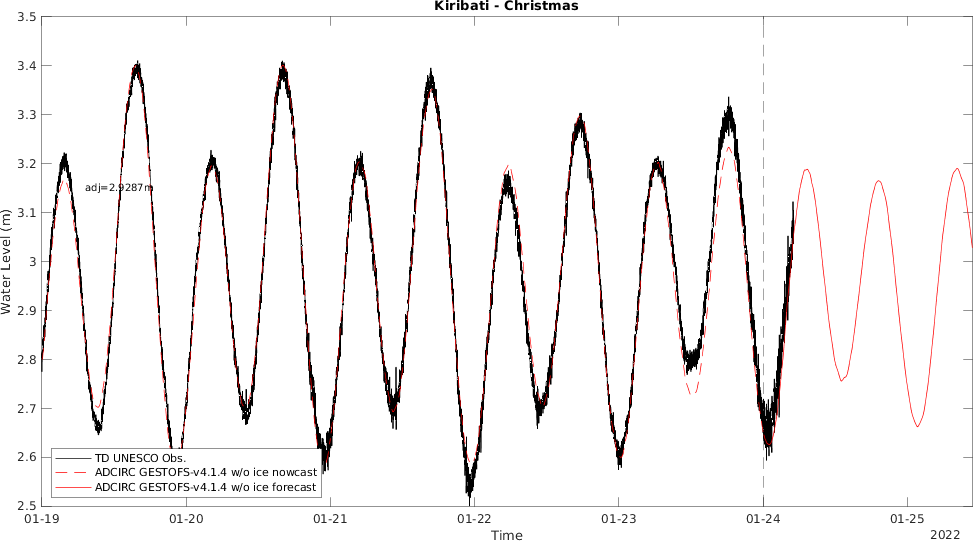 Kiribati - Christmas
3.5
3.4
3.3
3.2
3.1
3
2.9
2.8
2.7
2.6
2.5
Water Level (m)
adj=2.9287m
TD UNESCO Obs.
ADCIRC GESTOFS-v4.1.4 w/o ice nowcast
ADCIRC GESTOFS-v4.1.4 w/o ice forecast
01-19 01-20 01-21 01-22 01-23 01-24 01-25
Time
2022